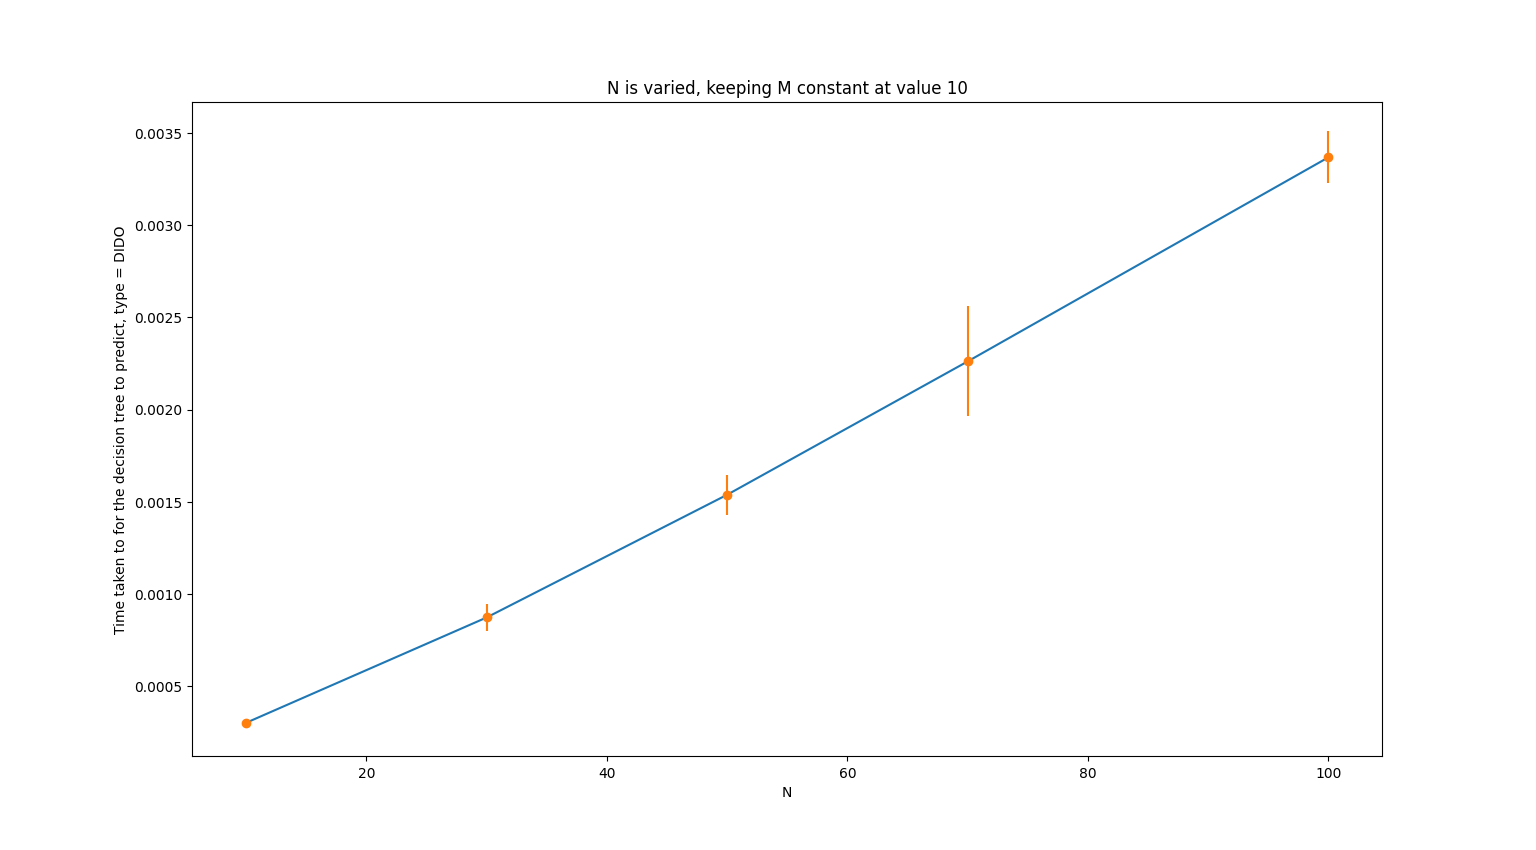 N is varied, keeping M constant at value 10
Time taken to for the decision tree to predict, type = DIDO
0.0035
0.0030
0.0025
0.0020
0.0015
0.0010
0.0005
20 40 60 80 100
N